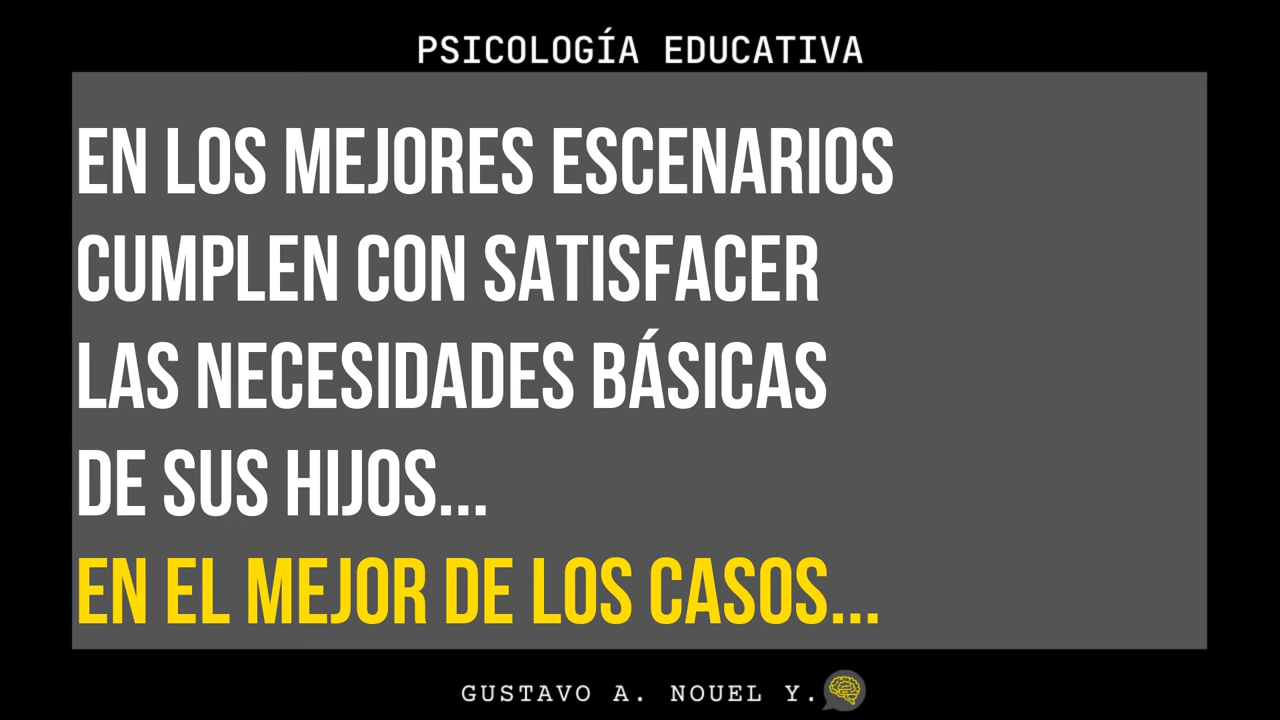 PSICOLOGÍA EDUCATIVA
EN LOS MEJORES ESCENARIOS
CUMPLEN CON SATISFACER
LAS NECESIDADES BÁSICAS
DE SUS HIJOS...
EN EL MEJOR DE LOS CASOS...
GUSTAVO A. NOUEL Y.